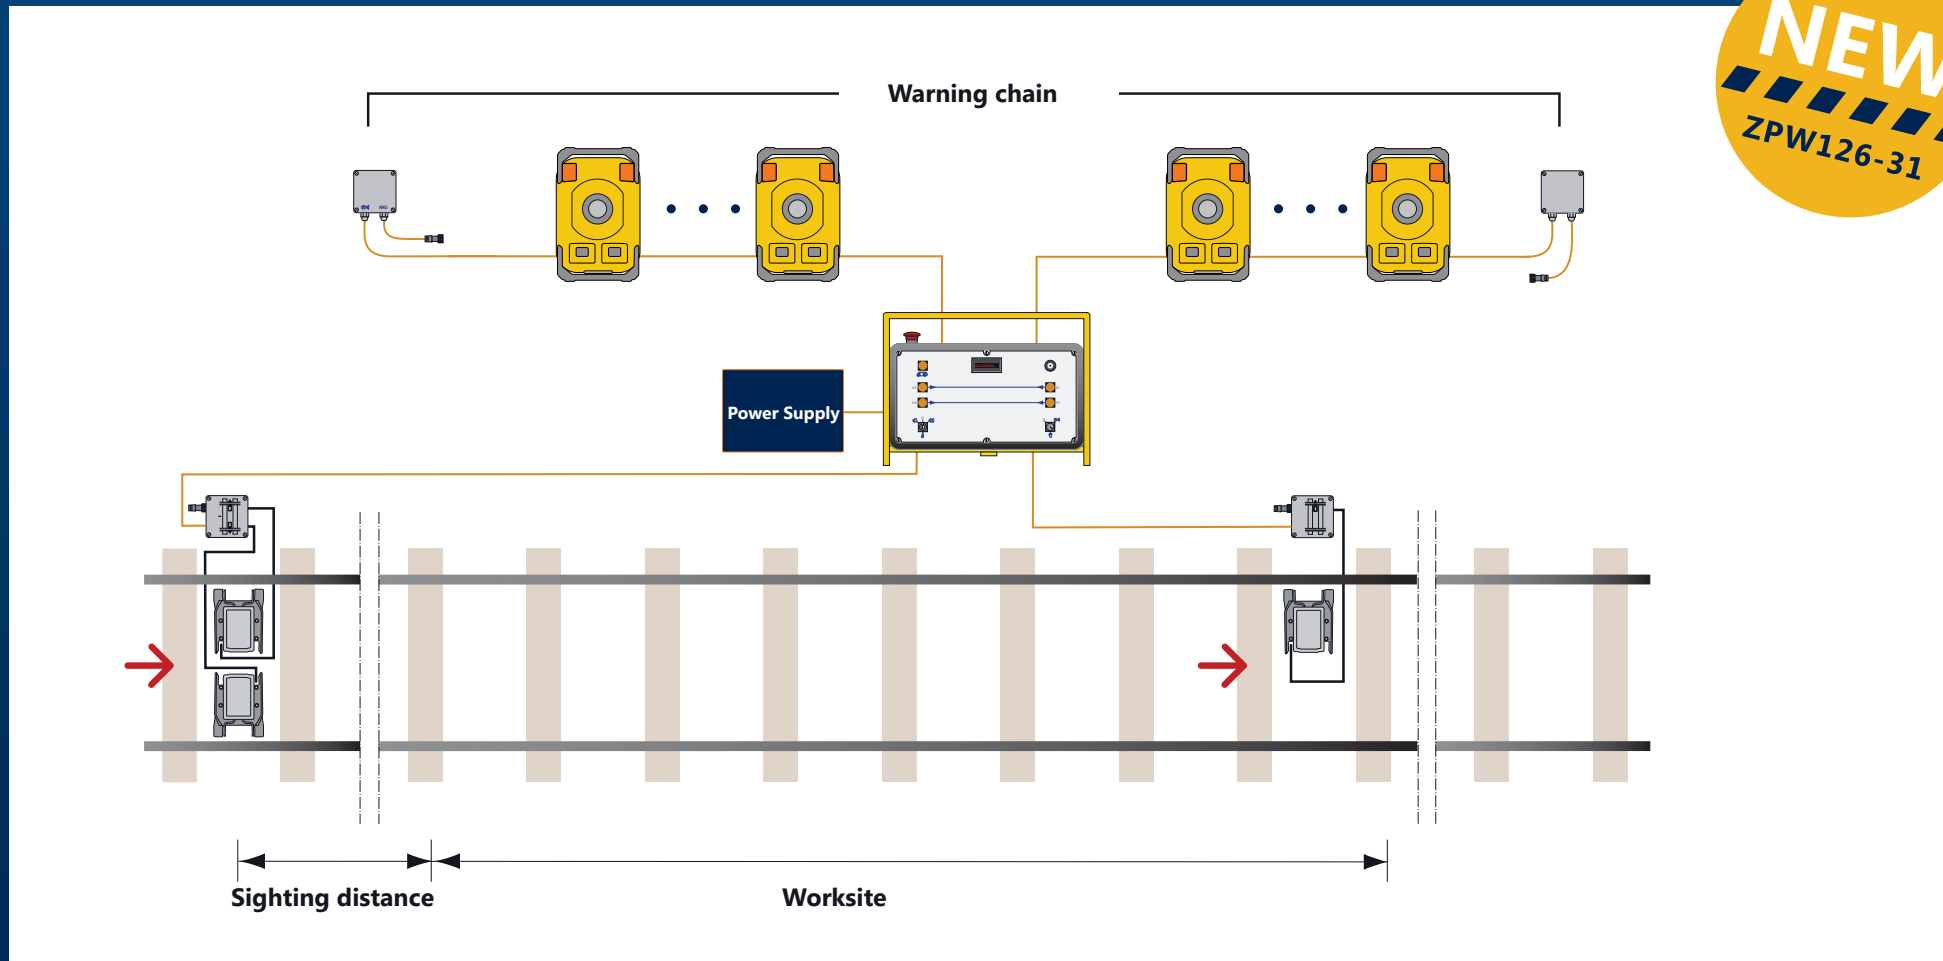 NEW
ZPW126-31
Warning chain
Power Supply
Sighting distance
Worksite